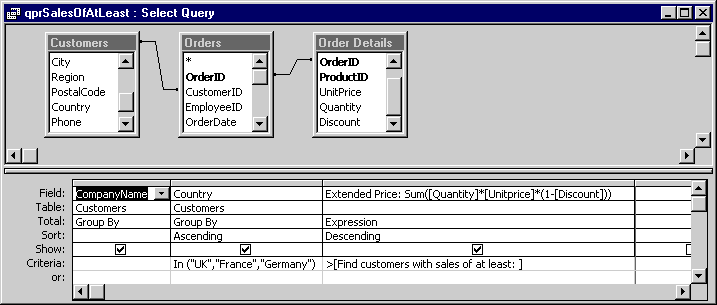 qprSalesOfAtLeast : Select Query
Customers
City
Region
PostalCode
Country
Phone
Orders
*
OrderID
CustomerID
EmployeeID
OrderDate
Order Details
OrderID
ProductID
UnitPrice
Quantity
Discount
Field: CompanyName Country Extended Price: Sum([Quantity]*[Unitprice]*(1-[Discount]))
Table: Customers Customers
Total: Group By Group By Expression
Sort: Ascending Descending
Show:
Criteria: In ("UK","France","Germany") >[Find customers with sales of at least: ]
or: